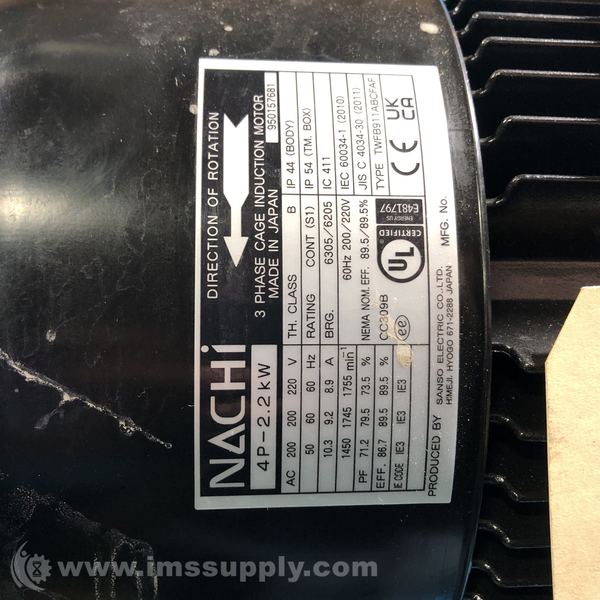 NACHi
DIRECTION OF ROTATION
4P-2.2kW
3 PHASE CAGE INDUCTION MOTOR
MADE IN JAPAN
950157681
AC 200 200 220 V
TH. CLASS B
IP 44 (BODY)
50 60 60 Hz
RATING CONT (S1)
IP 54 (TM. BOX)
10.3 9.2 8.9 A
BRG. 6305/6205
IC 411
1450 1745 1755 min-1
60Hz 200/220V
IEC 60034-1 (2010)
PF 71.2 79.5 73.5 %
NEMA NOM. EFF. 89.5/89.5%
JIS C 4034-30 (2011)
EFF. 86.7 89.5 89.5 %
CC309B
TYPE TWFB911ABCFAF
IE CODE IE3 IE3 IE3
ee
CERTIFIED
UL
ENERGY US
E481797
CE
UK
CA
PRODUCED BY SANSO ELECTRIC CO.,LTD.
HIMEJI, HYOGO 671-2288 JAPAN
MFG. No.
www.imssupply.com